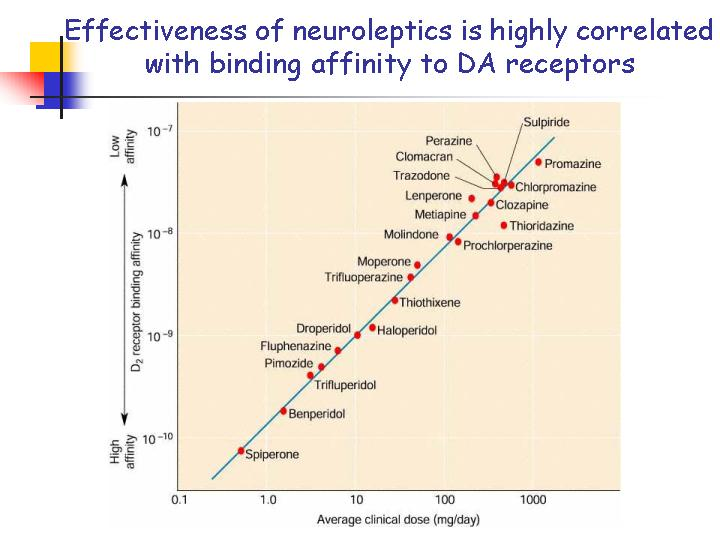 Effectiveness of neuroleptics is highly correlated
with binding affinity to DA receptors
Low
affinity
D₂ receptor binding affinity
High
affinity
10⁻⁷
10⁻⁸
10⁻⁹
10⁻¹⁰
Sulpiride
Perazine
Clomacran
Promazine
Trazodone
Chlorpromazine
Lenperone
Clozapine
Metiapine
Thioridazine
Molindone
Prochlorperazine
Moperone
Trifluoperazine
Thiothixene
Droperidol
Haloperidol
Fluphenazine
Pimozide
Trifluperidol
Benperidol
Spiperone
0.1 1.0 10 100 1000
Average clinical dose (mg/day)